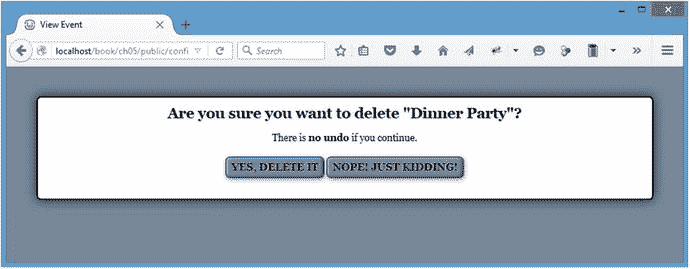 View Event
localhost/book/ch05/public/confi
Search
Are you sure you want to delete "Dinner Party"?
There is no undo if you continue.
YES, DELETE IT
NOPE! JUST KIDDING!